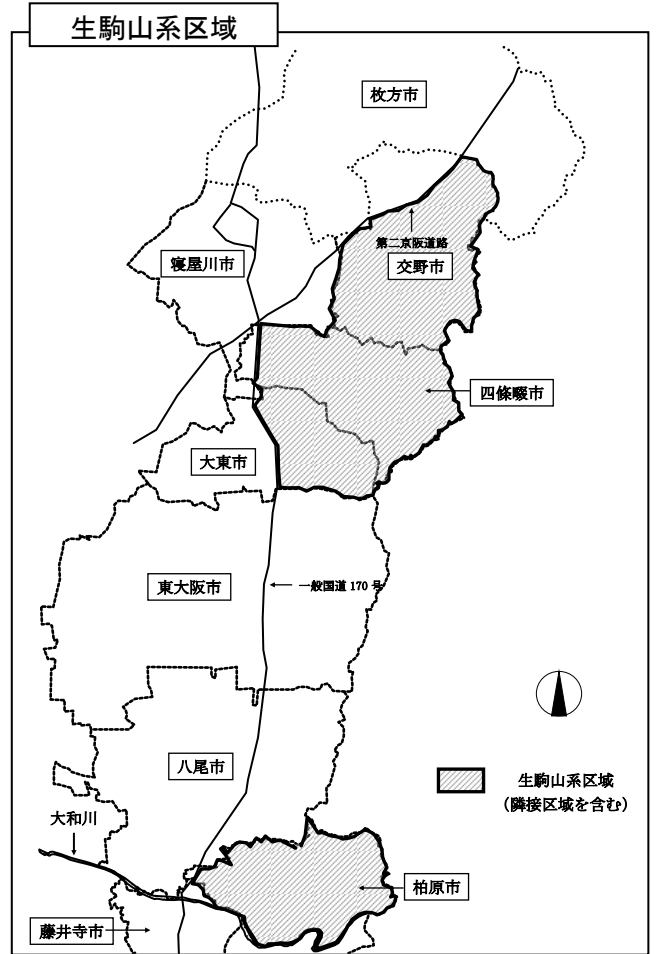 生駒山系区域
枚方市
第二京阪道路
寝屋川市
交野市
四條畷市
大東市
東大阪市
一般国道 170 号
八尾市
生駒山系区域
(隣接区域を含む)
大和川
柏原市
藤井寺市